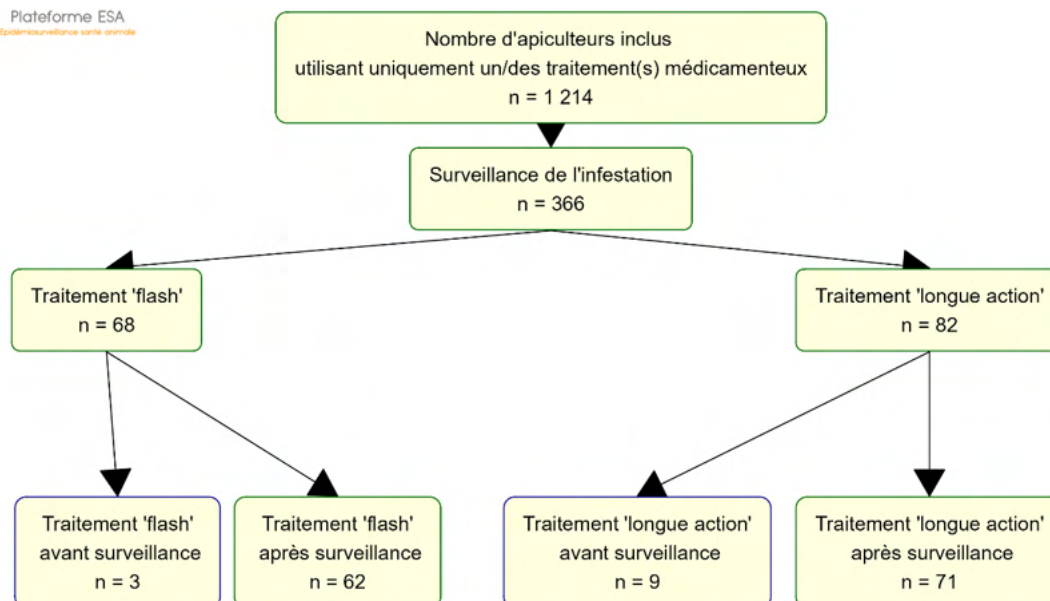 Plateforme ESA
Epidémiosurveillance santé animale
Nombre d'apiculteurs inclus
utilisant uniquement un/des traitement(s) médicamenteux
n = 1 214
Surveillance de l'infestation
n = 366
Traitement 'flash'
n = 68
Traitement 'longue action'
n = 82
Traitement 'flash'
avant surveillance
n = 3
Traitement 'flash'
après surveillance
n = 62
Traitement 'longue action'
avant surveillance
n = 9
Traitement 'longue action'
après surveillance
n = 71